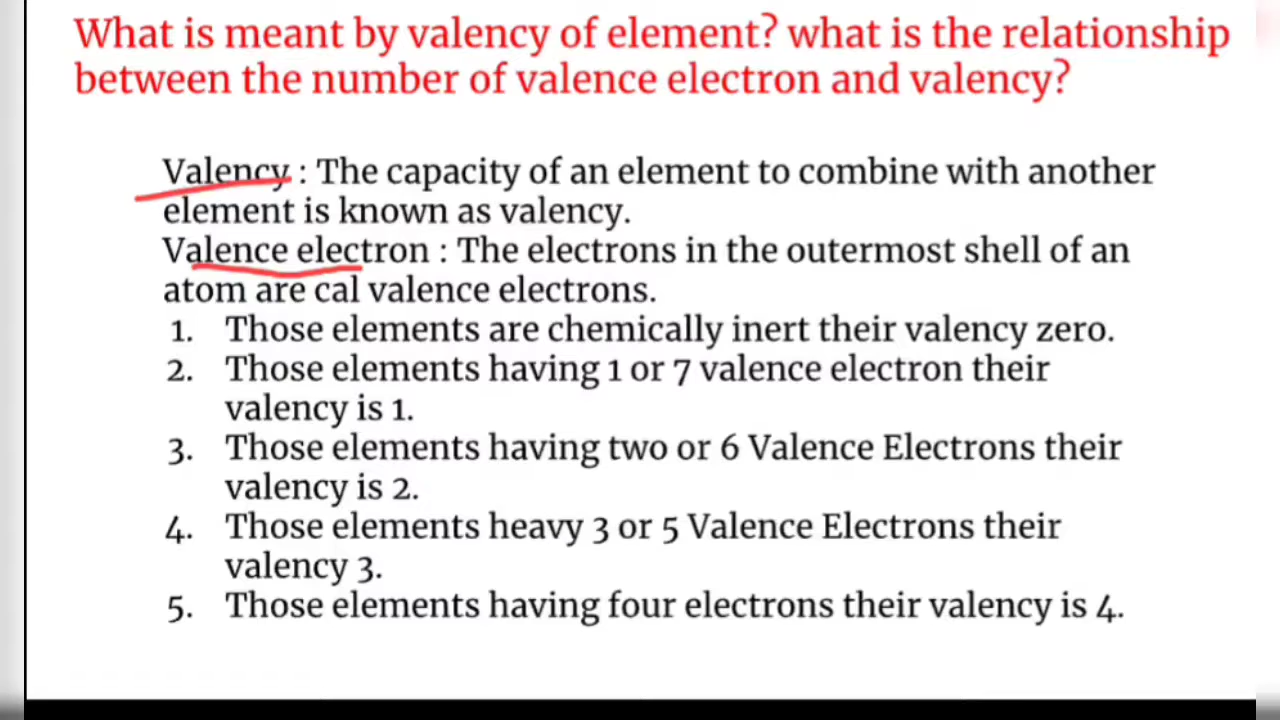 What is meant by valency of element? what is the relationship
between the number of valence electron and valency?
Valency : The capacity of an element to combine with another
element is known as valency.
Valence electron : The electrons in the outermost shell of an
atom are cal valence electrons.
1. Those elements are chemically inert their valency zero.
2. Those elements having 1 or 7 valence electron their
valency is 1.
3. Those elements having two or 6 Valence Electrons their
valency is 2.
4. Those elements heavy 3 or 5 Valence Electrons their
valency 3.
5. Those elements having four electrons their valency is 4.